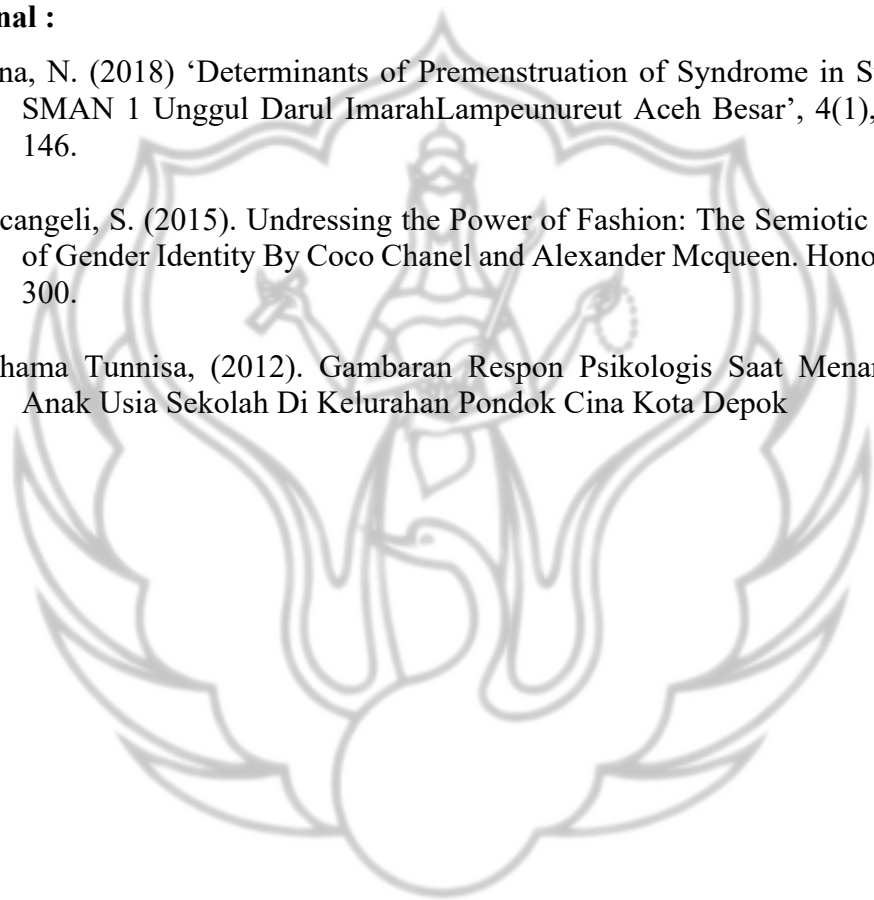 nal :
na, N. (2018) ‘Determinants of Premenstruation of Syndrome in S
SMAN 1 Unggul Darul ImarahLampeunureut Aceh Besar’, 4(1),
146.
cangeli, S. (2015). Undressing the Power of Fashion: The Semiotic
of Gender Identity By Coco Chanel and Alexander Mcqueen. Hono
300.
hama Tunnisa, (2012). Gambaran Respon Psikologis Saat Menar
Anak Usia Sekolah Di Kelurahan Pondok Cina Kota Depok